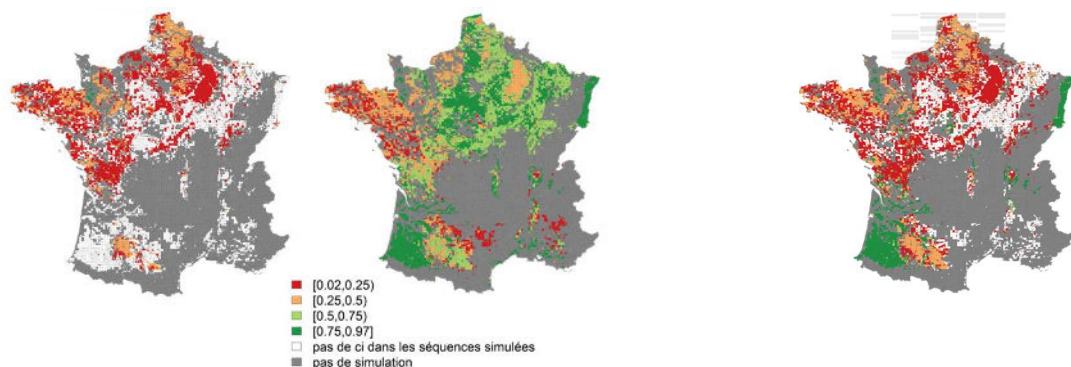 [0.02,0.25)
[0.25,0.5)
[0.5,0.75)
[0.75,0.97]
pas de ci dans les séquences simulées
pas de simulation